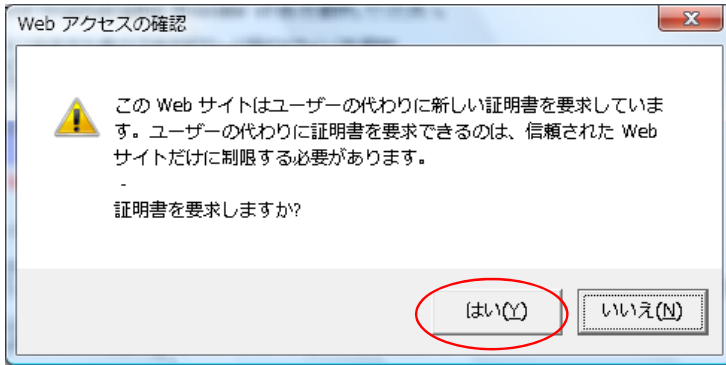 Web アクセスの確認
この Web サイトはユーザーの代わりに新しい証明書を要求していま
す。ユーザーの代わりに証明書を要求できるのは、信頼された Web
サイトだけに制限する必要があります。
-
証明書を要求しますか?
はい(Y)
いいえ(N)